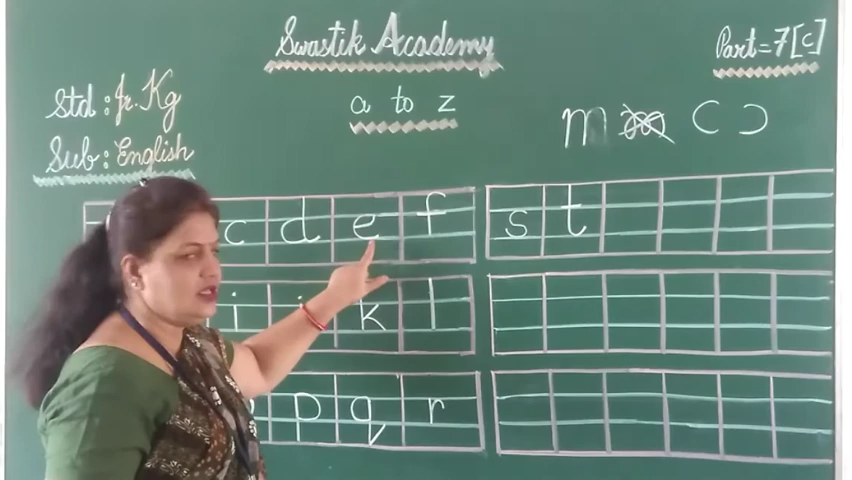 Swastik Academy
Part=7[c]
Std: Jr. Kg
a to z
Sub: English
m c
c d e f s t
i j k l
p q r